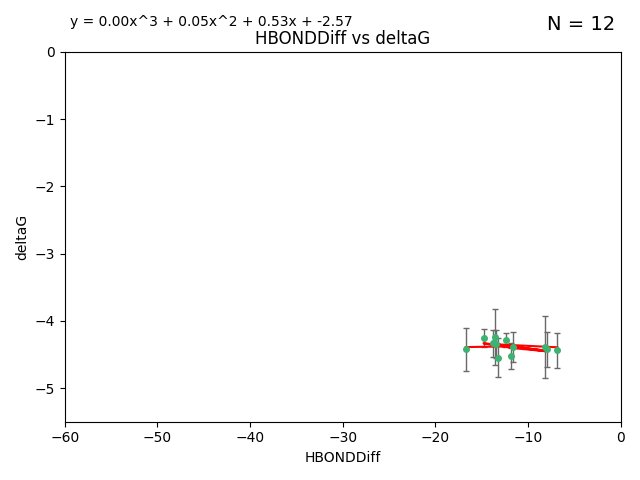 y = 0.00x^3 + 0.05x^2 + 0.53x + -2.57
N = 12
HBONDDiff vs deltaG
0
−1
−2
−3
−4
−5
deltaG
−60 −50 −40 −30 −20 −10 0
HBONDDiff